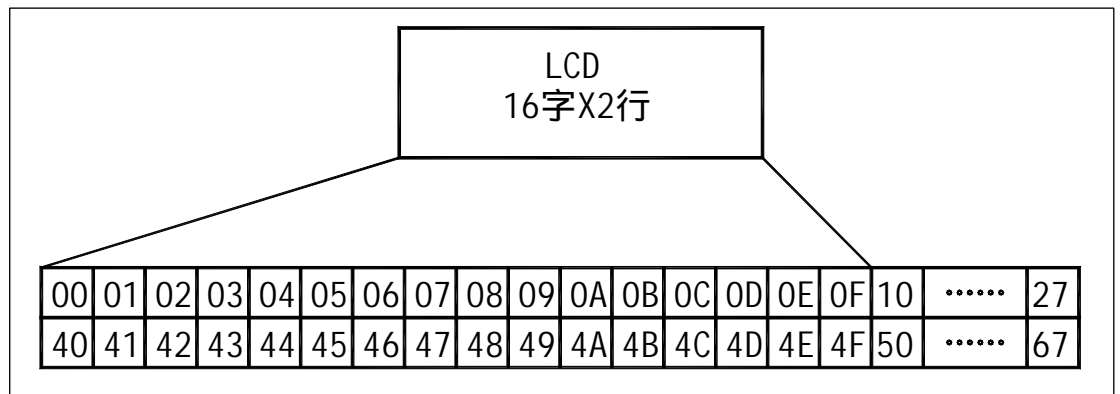 LCD
16字X2行
00 01 02 03 04 05 06 07 08 09 0A 0B 0C 0D 0E 0F 10 ...... 27
40 41 42 43 44 45 46 47 48 49 4A 4B 4C 4D 4E 4F 50 ...... 67